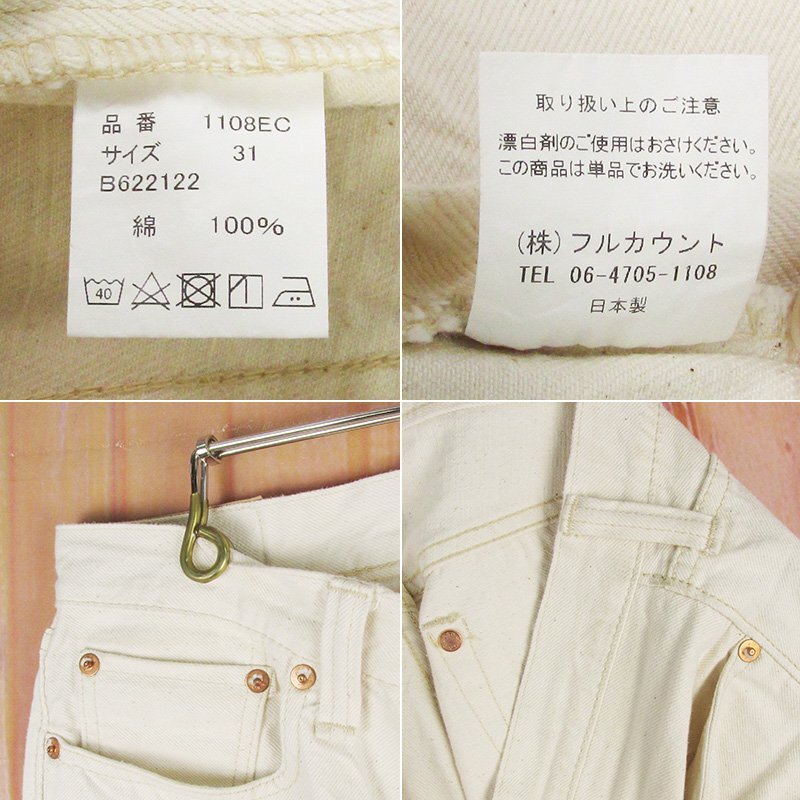 品番 1108EC
サイズ 31
B622122
綿 100%
40
取り扱い上のご注意
漂白剤のご使用はおさけください。
この商品は単品でお洗いください。
(株)フルカウント
TEL 06-4705-1108
日本製